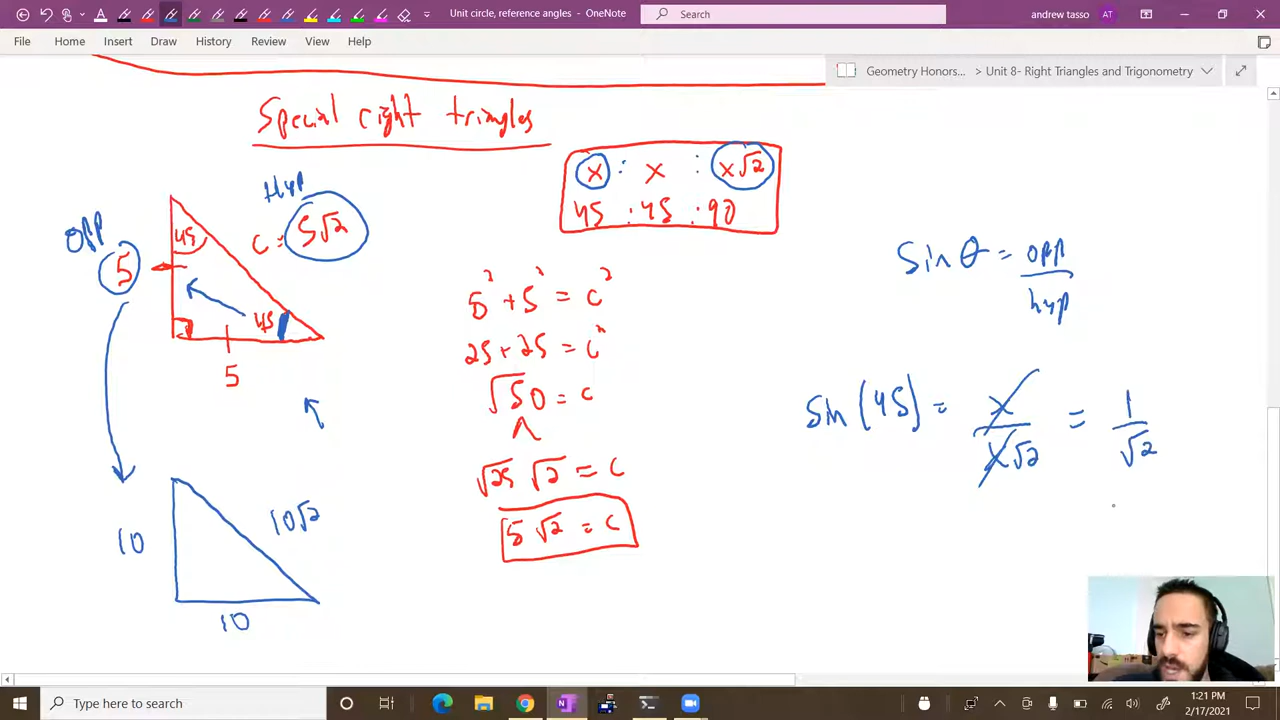 Unit circle, reference angles - OneNote
Search
andrew tasso
AT
File Home Insert Draw History Review View Help
Geometry Honors... > Unit 8- Right Triangles and Trigonometry
Special right triangles
x : x : x√2
45 : 45 : 90
Hyp
C = 5√2
opp
5
45
45
5
5² + 5² = c²
25 + 25 = c²
√50 = c
√25 √2 = c
5√2 = c
Sin θ = opp/hyp
Sin (45) = x/x√2 = 1/√2
10
10√2
10
Type here to search
1:21 PM
2/17/2021